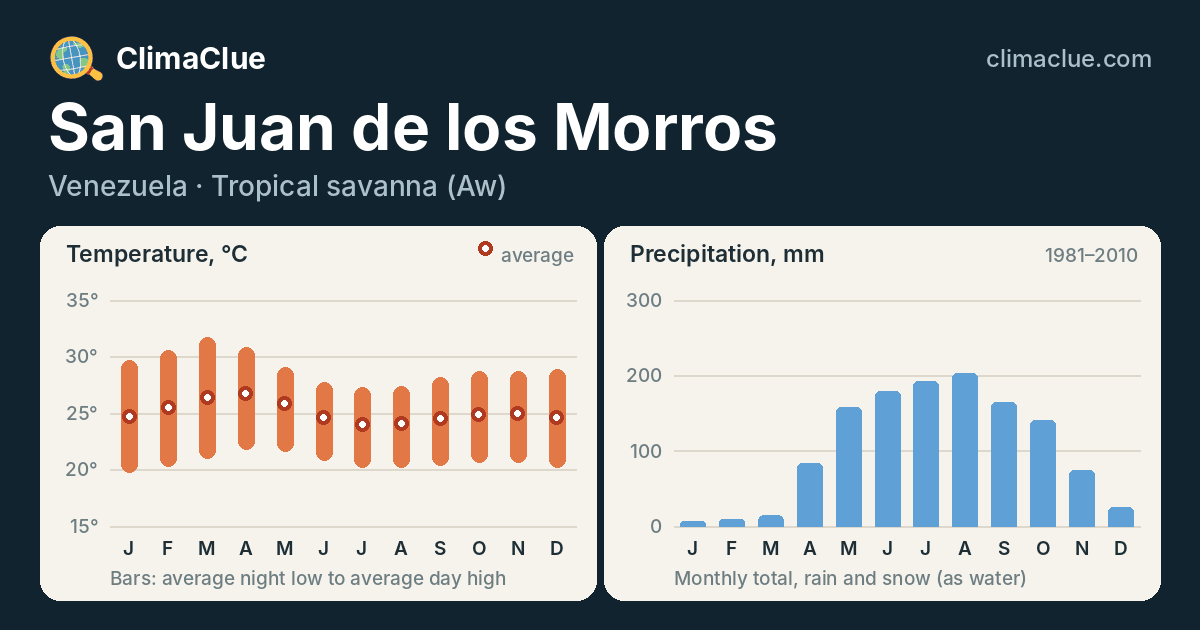 ClimaClue
climaclue.com
San Juan de los Morros
Venezuela · Tropical savanna (Aw)
Temperature, °C
average
35°
30°
25°
20°
15°
J F M A M J J A S O N D
Bars: average night low to average day high
Precipitation, mm
1981–2010
300
200
100
0
J F M A M J J A S O N D
Monthly total, rain and snow (as water)